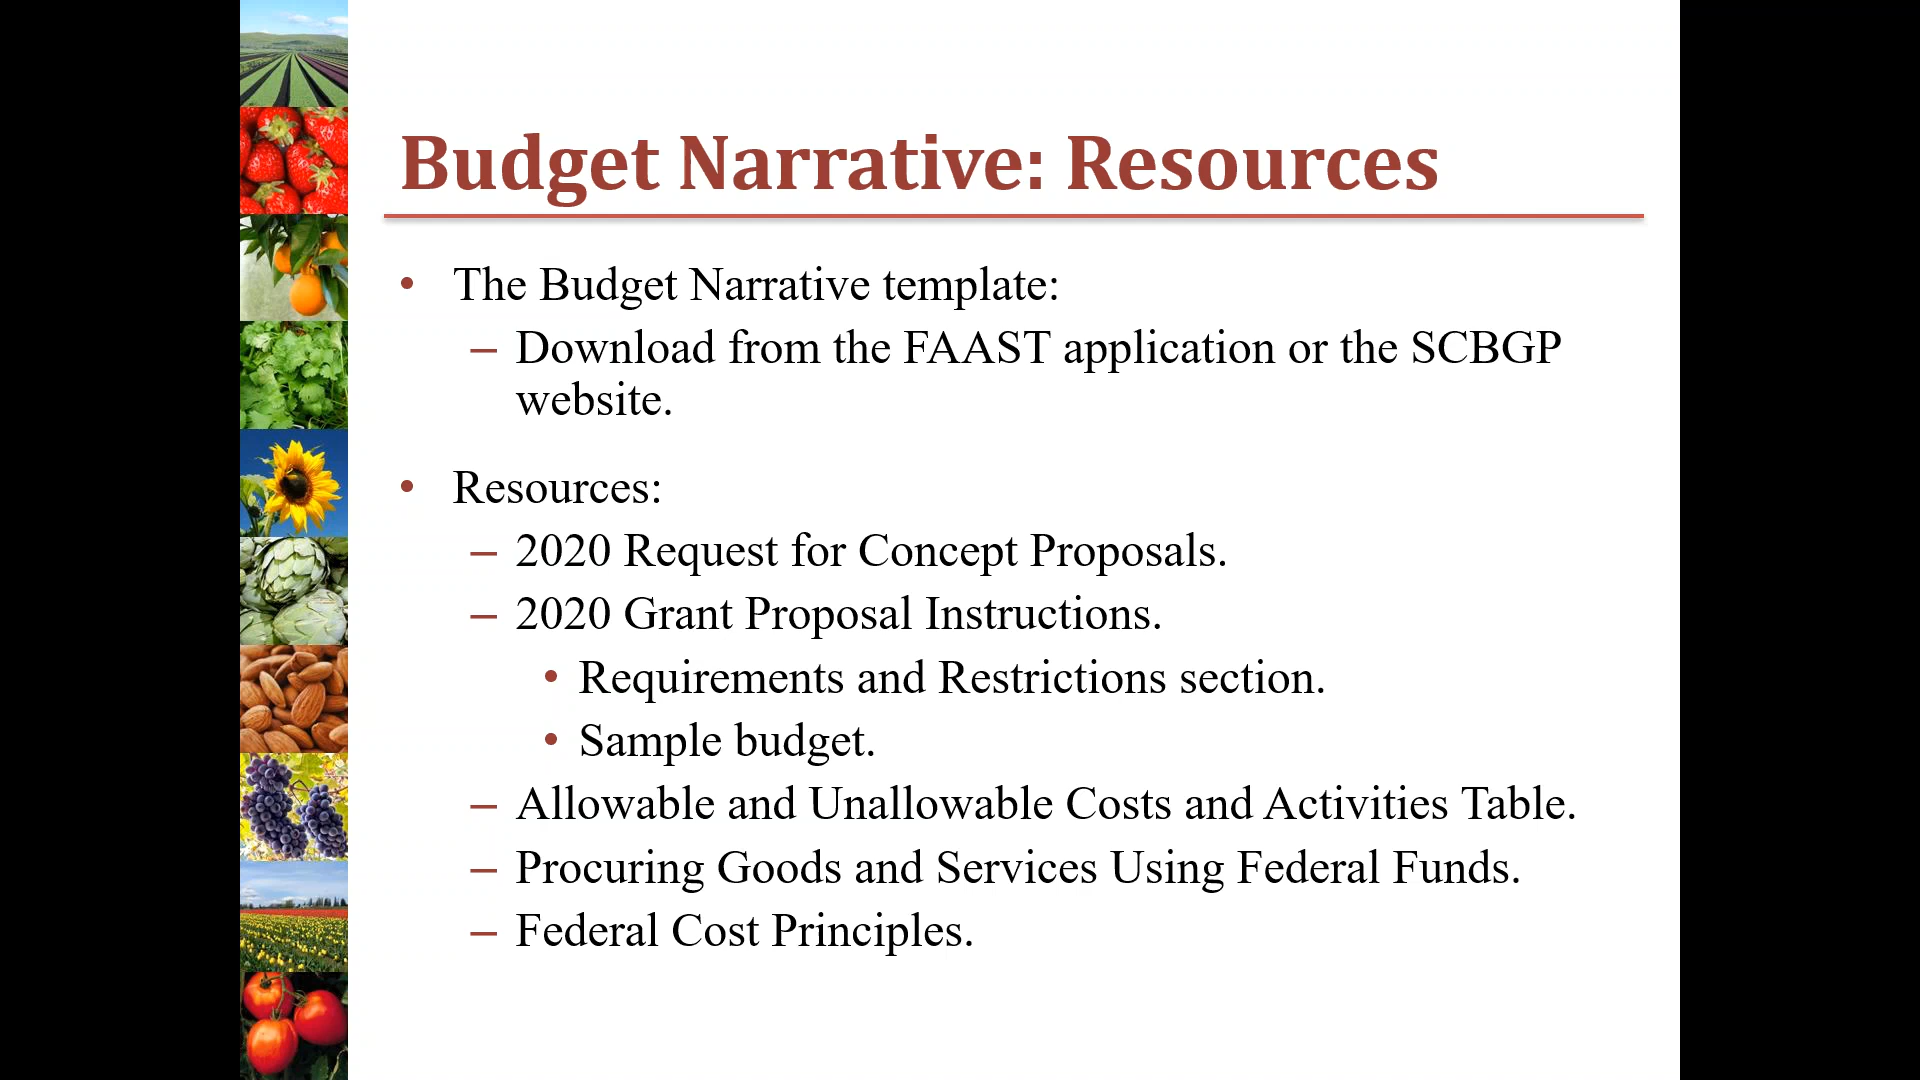 Budget Narrative: Resources
• The Budget Narrative template:
– Download from the FAAST application or the SCBGP
website.
• Resources:
– 2020 Request for Concept Proposals.
– 2020 Grant Proposal Instructions.
• Requirements and Restrictions section.
• Sample budget.
– Allowable and Unallowable Costs and Activities Table.
– Procuring Goods and Services Using Federal Funds.
– Federal Cost Principles.